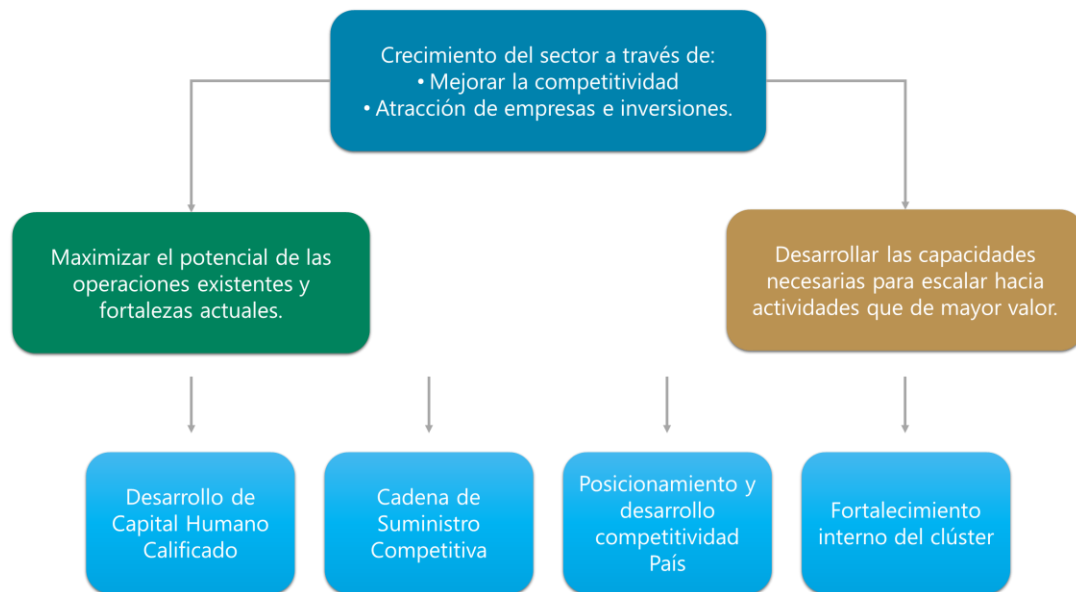 Crecimiento del sector a través de:
• Mejorar la competitividad
• Atracción de empresas e inversiones.
Maximizar el potencial de las
operaciones existentes y
fortalezas actuales.
Desarrollar las capacidades
necesarias para escalar hacia
actividades que de mayor valor.
Desarrollo de
Capital Humano
Calificado
Cadena de
Suministro
Competitiva
Posicionamiento y
desarrollo
competitividad
País
Fortalecimiento
interno del clúster